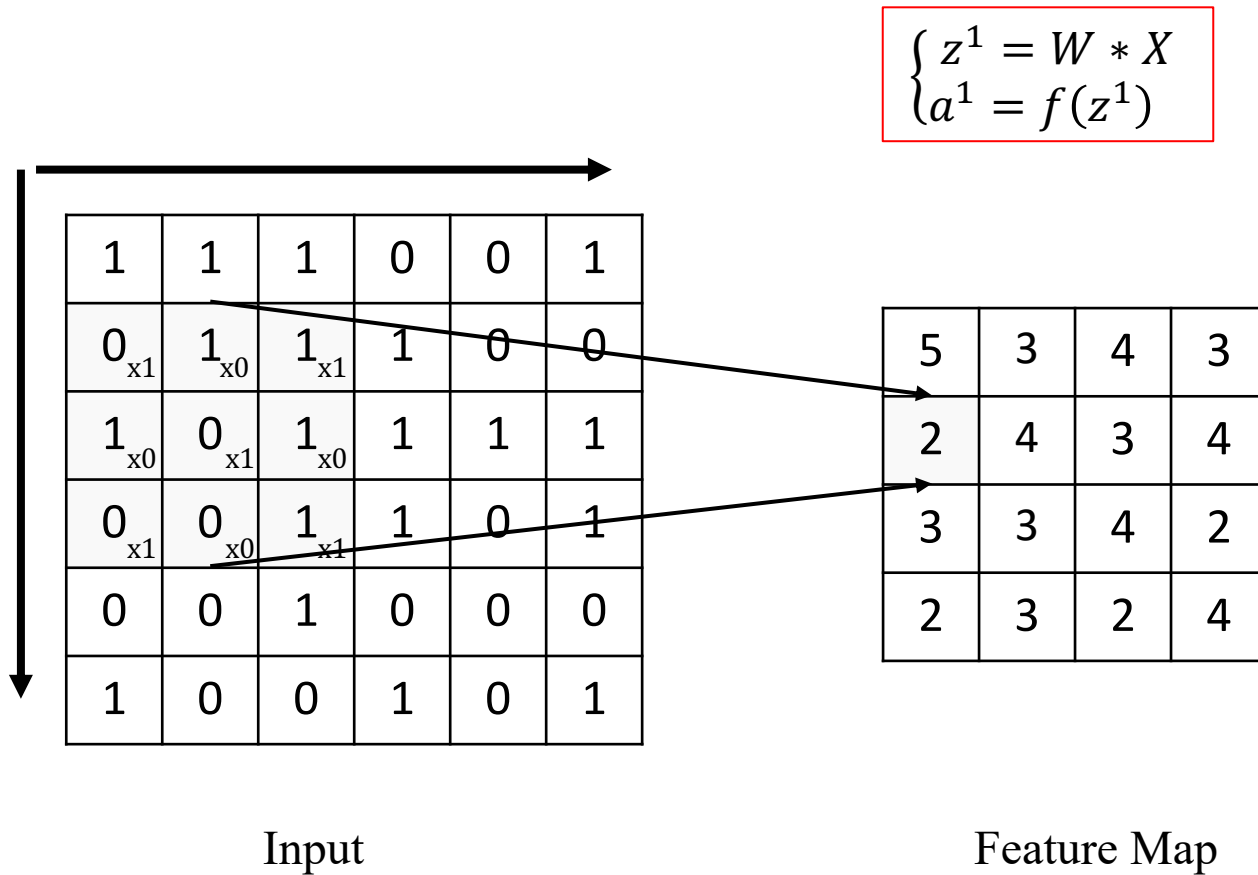 z¹ = W ∗ X
a¹ = f(z¹)
1 1 1 0 0 1
0x1 1x0 1x1 1 0 0
1x0 0x1 1x0 1 1 1
0x1 0x0 1x1 1 0 1
0 0 1 0 0 0
1 0 0 1 0 1
5 3 4 3
2 4 3 4
3 3 4 2
2 3 2 4
Input
Feature Map